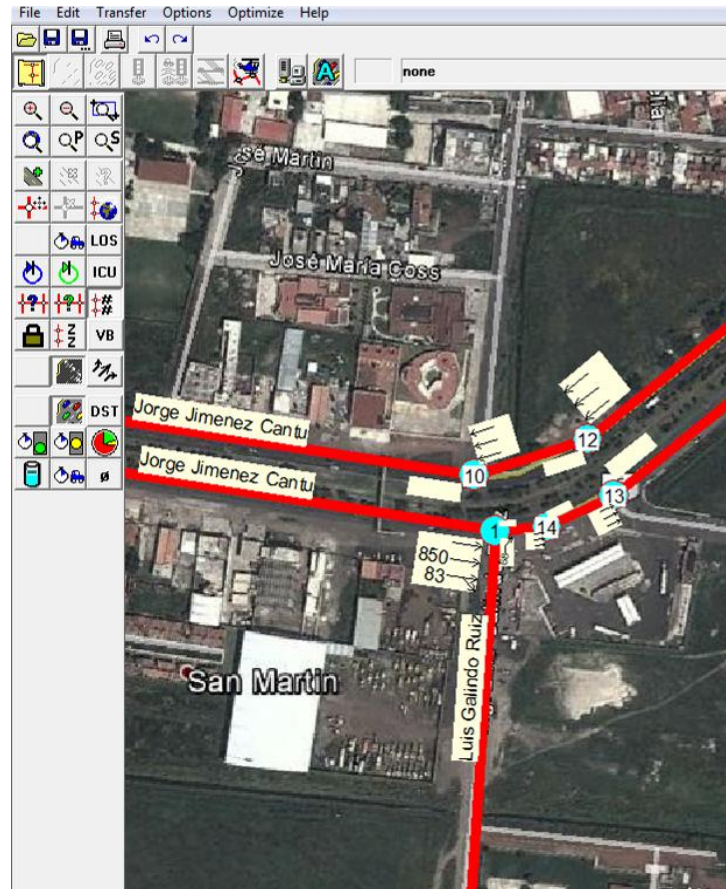 File Edit Transfer Options Optimize Help
none
P S
LOS
ICU
? ? # #
Z Z VB
DST
ø
sé Martin
José María Coss
Jorge Jimenez Cantu
Jorge Jimenez Cantu
10
12
13
14
1
850
83
Luis Galindo Ruiz
San Martin